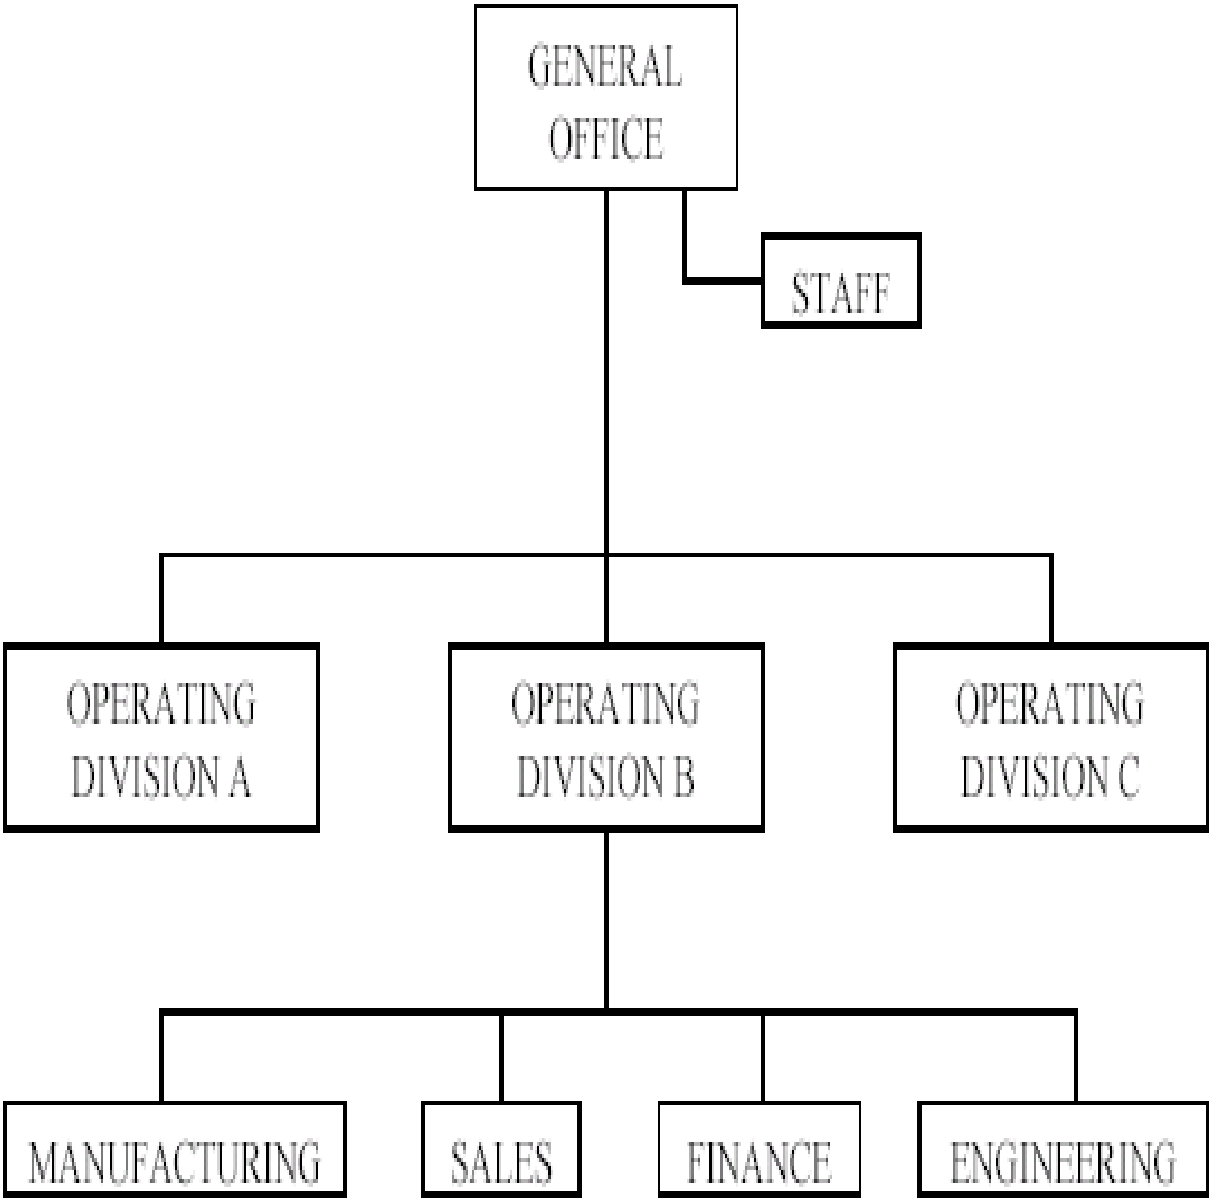 GENERAL
OFFICE
STAFF
OPERATING
DIVISION A
OPERATING
DIVISION B
OPERATING
DIVISION C
MANUFACTURING
SALES
FINANCE
ENGINEERING